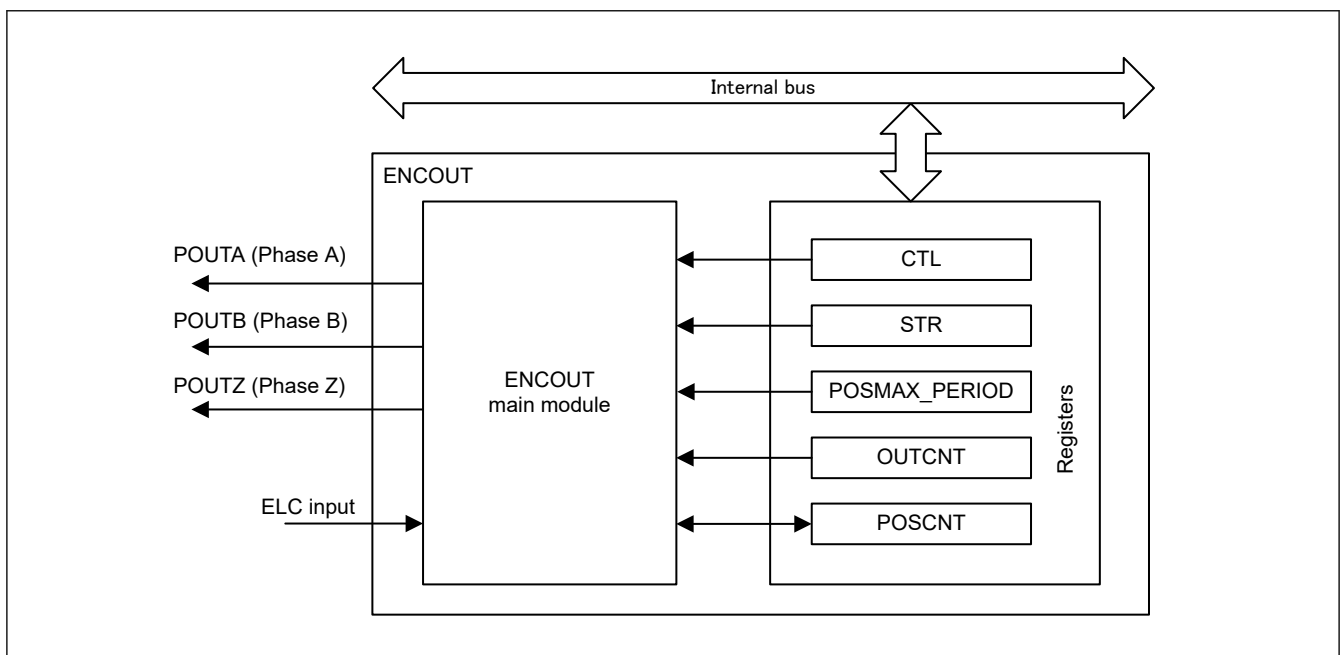 Internal bus
ENCOUT
POUTA (Phase A)
POUTB (Phase B)
POUTZ (Phase Z)
ELC input
ENCOUT
main module
CTL
STR
POSMAX_PERIOD
OUTCNT
POSCNT
Registers